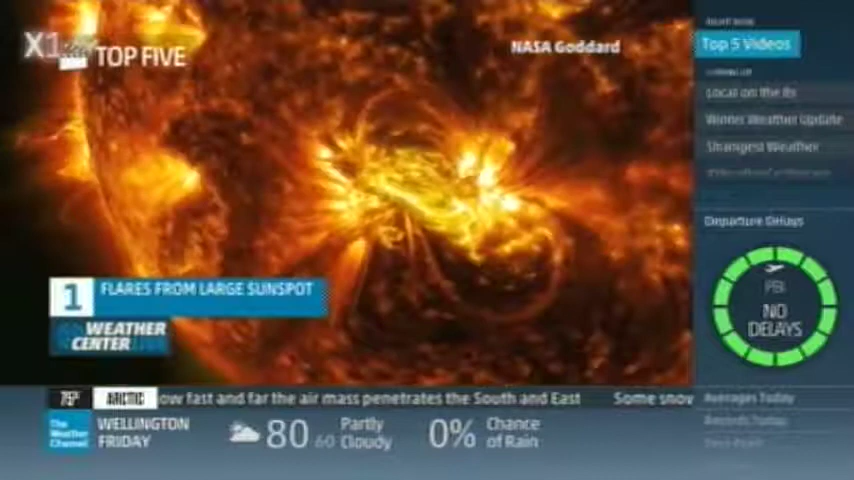 X1
TOP FIVE
NASA Goddard
Top 5 Videos
Local on the 8s
Winter Weather Update
Strangest Weather
Departure Delays
PBI
NO
DELAYS
1
FLARES FROM LARGE SUNSPOT
WEATHER
CENTER LIVE
75°
ARCTIC
ow fast and far the air mass penetrates the South and East
Some snow
Averages Today
Records Today
The
Weather
Channel
WELLINGTON
FRIDAY
80
60
Partly
Cloudy
0%
Chance
of Rain